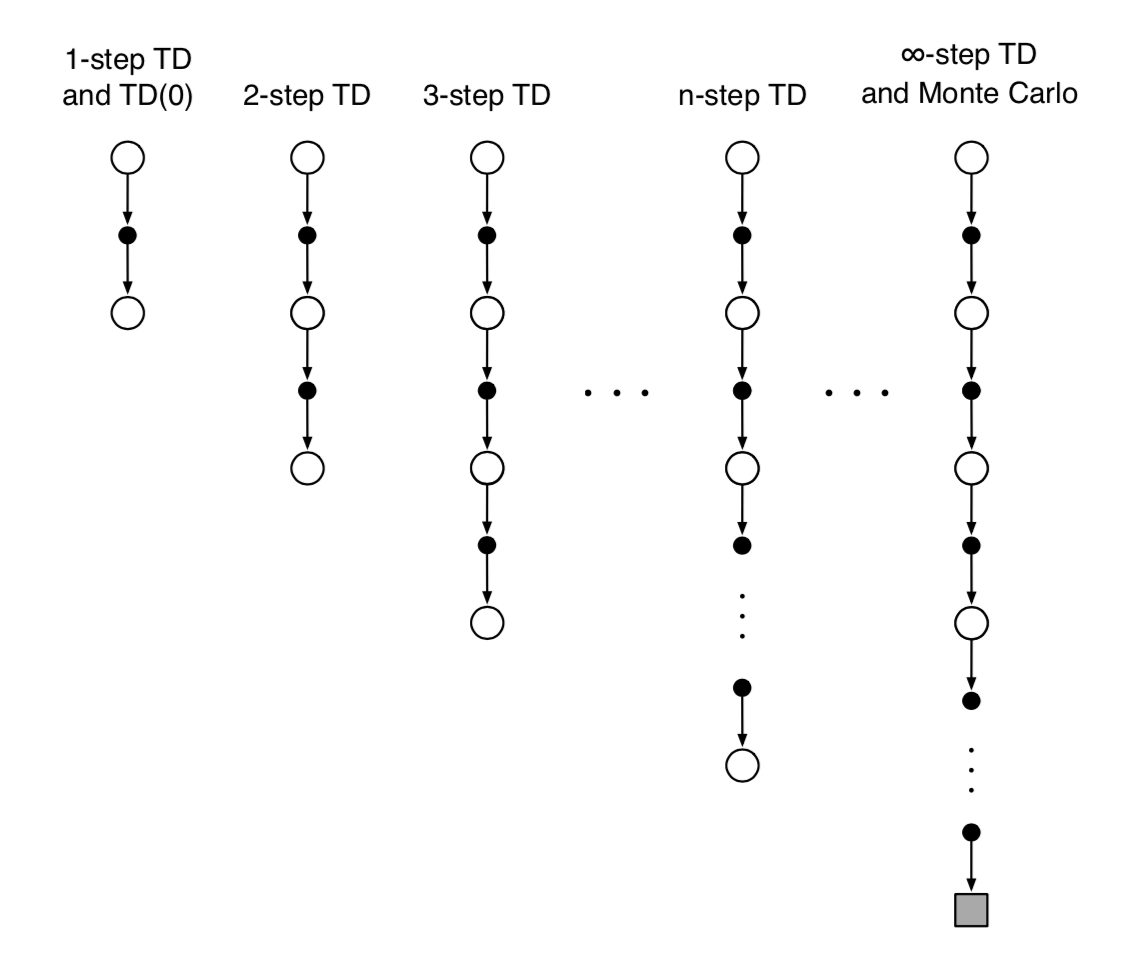 1-step TD
and TD(0)
2-step TD
3-step TD
n-step TD
∞-step TD
and Monte Carlo